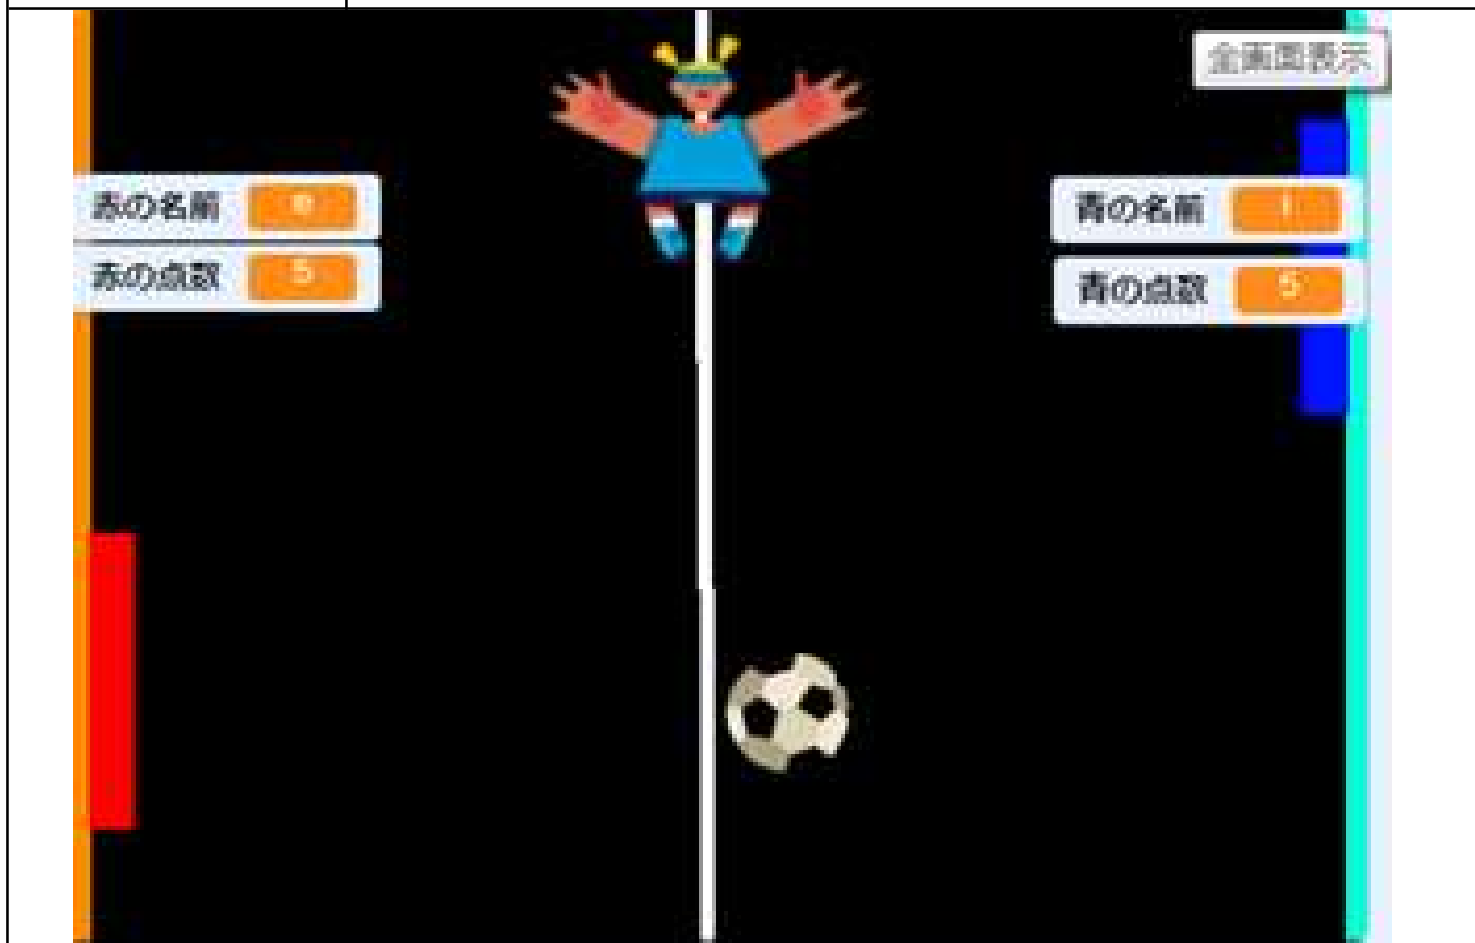 全画面表示
赤の名前 e
赤の点数 5
青の名前 i
青の点数 5